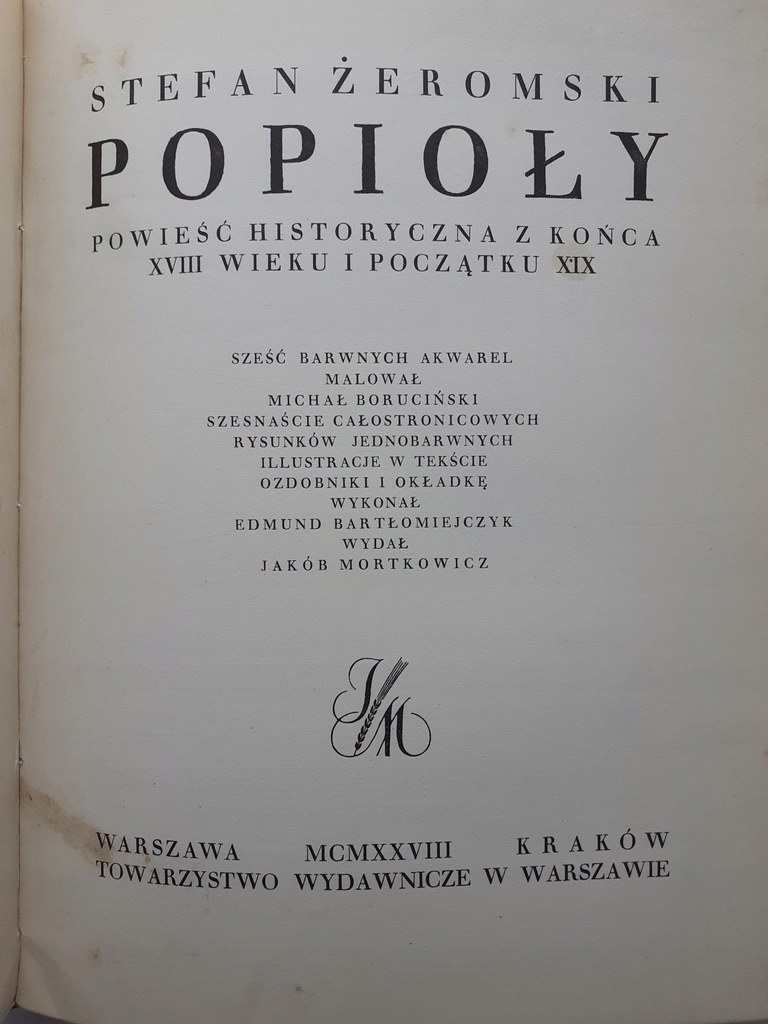 STEFAN ŻEROMSKI
POPIOŁY
POWIEŚĆ HISTORYCZNA Z KOŃCA
XVIII WIEKU I POCZĄTKU XIX
SZEŚĆ BARWNYCH AKWAREL
MALOWAŁ
MICHAŁ BORUCIŃSKI
SZESNAŚCIE CAŁOSTRONICOWYCH
RYSUNKÓW JEDNOBARWNYCH
ILLUSTRACJE W TEKŚCIE
OZDOBNIKI I OKŁADKĘ
WYKONAŁ
EDMUND BARTŁOMIEJCZYK
WYDAŁ
JAKÓB MORTKOWICZ
JM
WARSZAWA MCMXXVIII KRAKÓW
TOWARZYSTWO WYDAWNICZE W WARSZAWIE